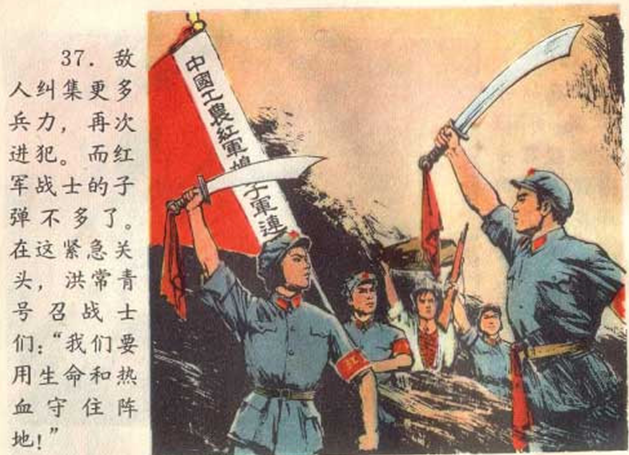 37. 敌
人纠集更多
兵力，再次
进犯。而红
军战士的子
弹不多了。
在这紧急关
头，洪常青
号召战士
们：“我们要
用生命和热
血守住阵
地！”
中國工農紅軍娘子軍連